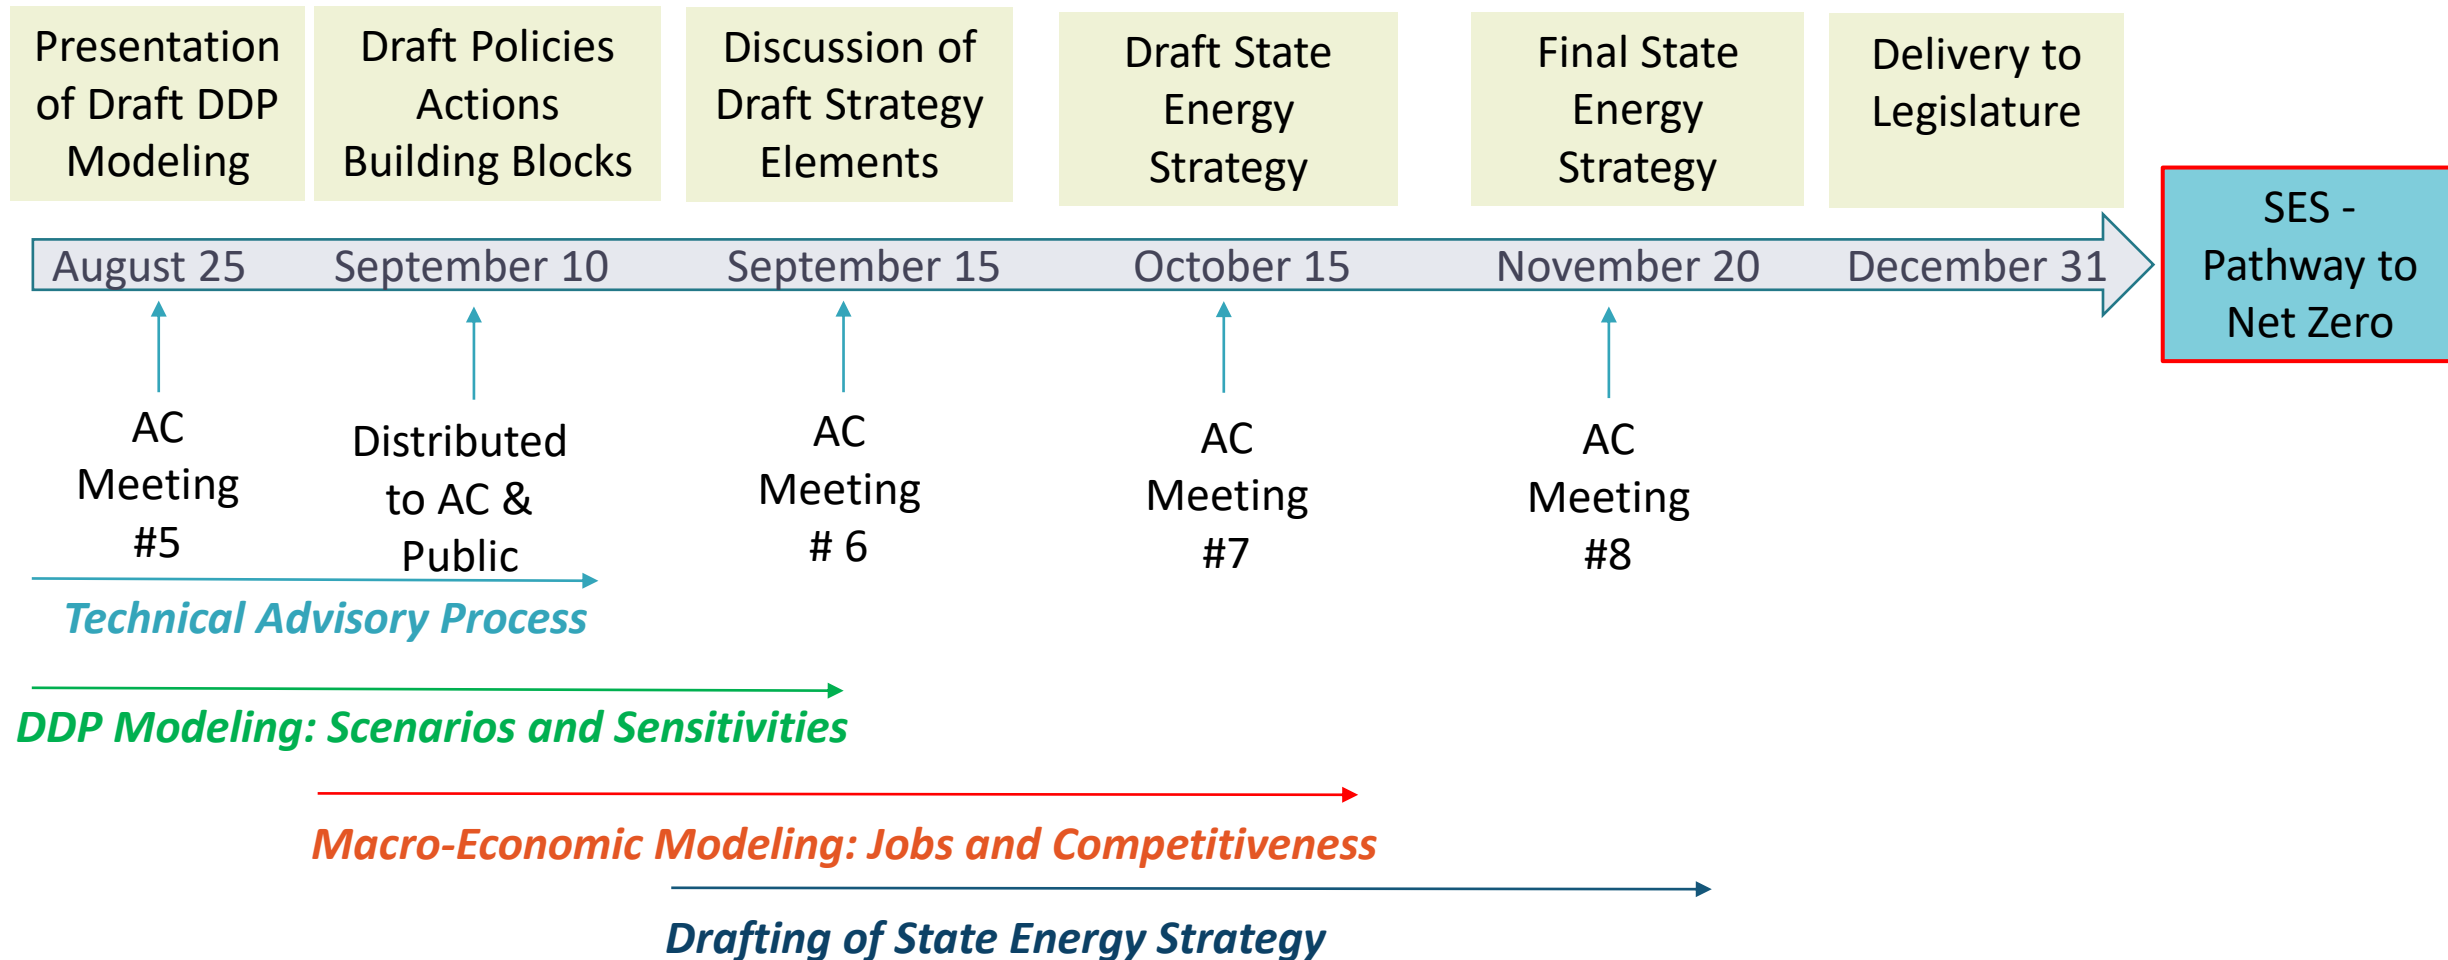 Presentation
of Draft DDP
Modeling
Draft Policies
Actions
Building Blocks
Discussion of
Draft Strategy
Elements
Draft State
Energy
Strategy
Final State
Energy
Strategy
Delivery to
Legislature
SES -
Pathway to
Net Zero
August 25
September 10
September 15
October 15
November 20
December 31
AC
Meeting
#5
Distributed
to AC &
Public
AC
Meeting
# 6
AC
Meeting
#7
AC
Meeting
#8
Technical Advisory Process
DDP Modeling: Scenarios and Sensitivities
Macro-Economic Modeling: Jobs and Competitiveness
Drafting of State Energy Strategy